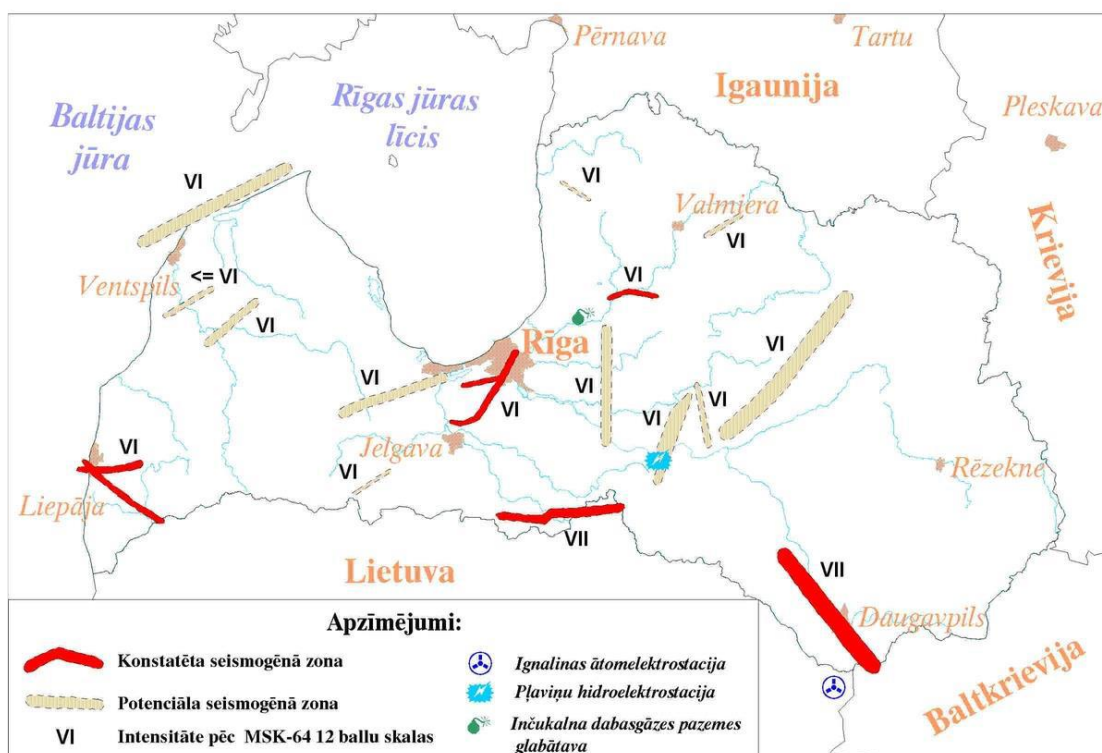 Pērnava
Tartu
Igaunija
Pleskava
Rīgas jūras
līcis
Baltijas
jūra
VI
VI
Valmiera
VI
Krievija
Ventspils
<= VI
VI
VI
Rīga
VI
VI
VI
VI
VI
VI
VI
Jelgava
VI
Rēzekne
Liepāja
VII
VII
Lietuva
Daugavpils
Baltkrievija
Apzīmējumi:
Konstatēta seismogēnā zona
Potenciāla seismogēnā zona
VI Intensitāte pēc MSK-64 12 ballu skalas
Ignalinas ātomelektrostacija
Pļaviņu hidroelektrostacija
Inčukalna dabasgāzes pazemes
glabātava